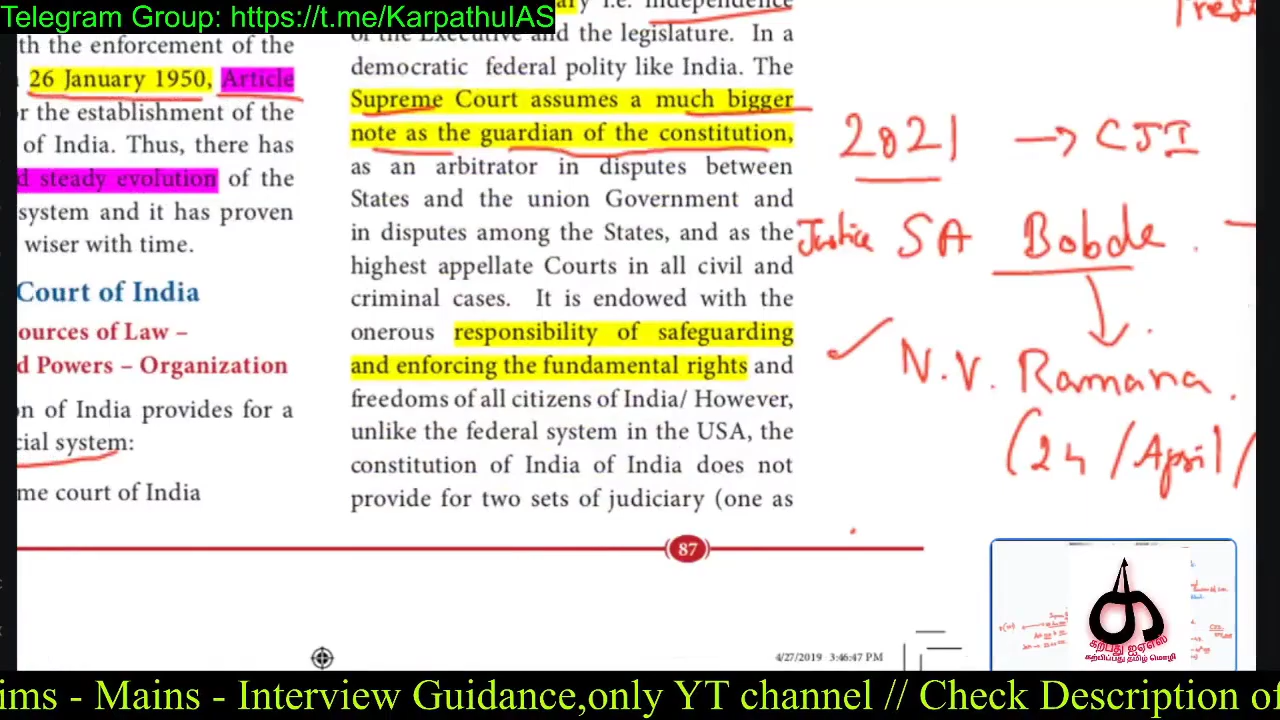 Telegram Group: https://t.me/KarpathuIAS
th the enforcement of the
26 January 1950, Article
r the establishment of the
of India. Thus, there has
d steady evolution of the
system and it has proven
wiser with time.
Court of India
ources of Law –
d Powers – Organization
n of India provides for a
cial system:
me court of India
ary i.e. independence
of the Executive and the legislature. In a
democratic federal polity like India. The
Supreme Court assumes a much bigger
note as the guardian of the constitution,
as an arbitrator in disputes between
States and the union Government and
in disputes among the States, and as the
highest appellate Courts in all civil and
criminal cases. It is endowed with the
onerous responsibility of safeguarding
and enforcing the fundamental rights and
freedoms of all citizens of India/ However,
unlike the federal system in the USA, the
constitution of India of India does not
provide for two sets of judiciary (one as
87
2021 → CJI
Justice SA Bobde.
N.V. Ramana.
(24/April/
4/27/2019 3:46:47 PM
கற்பது ஐஏஎஸ்
கற்பிப்பது தமிழ் மொழி
ims - Mains - Interview Guidance,only YT channel // Check Description of